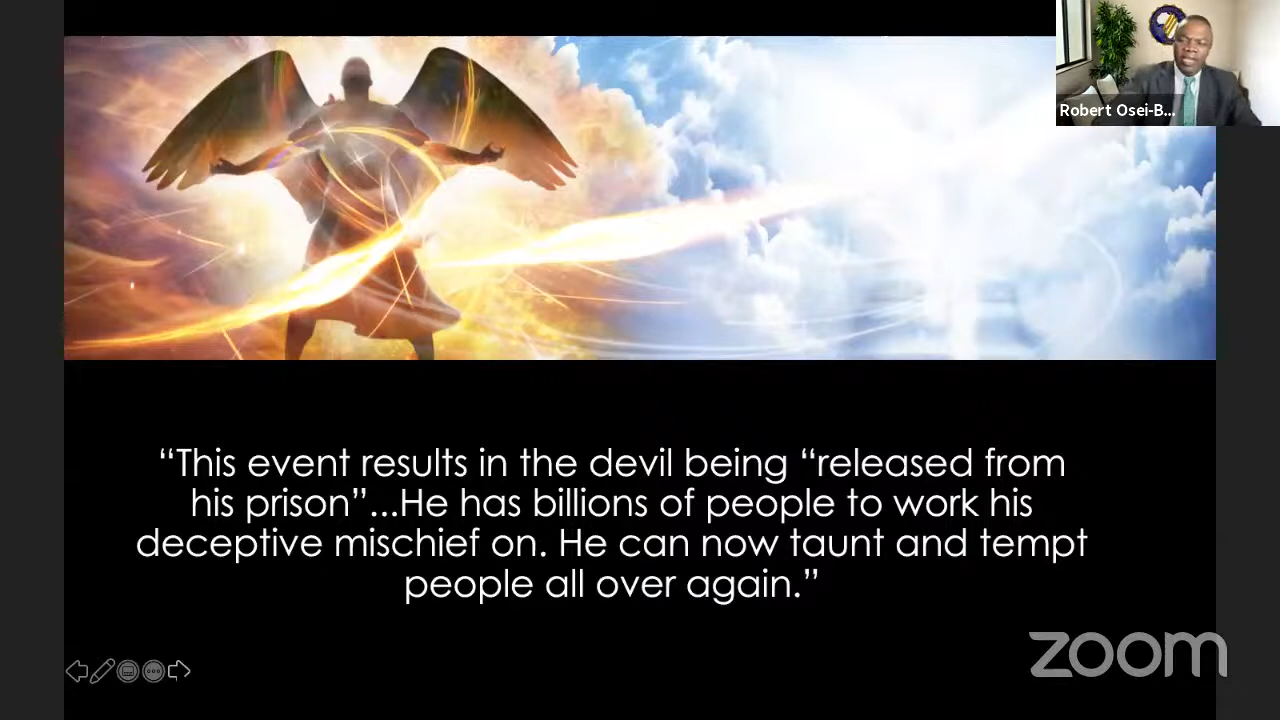 Robert Osei-B...
“This event results in the devil being “released from
his prison”...He has billions of people to work his
deceptive mischief on. He can now taunt and tempt
people all over again.”
zoom